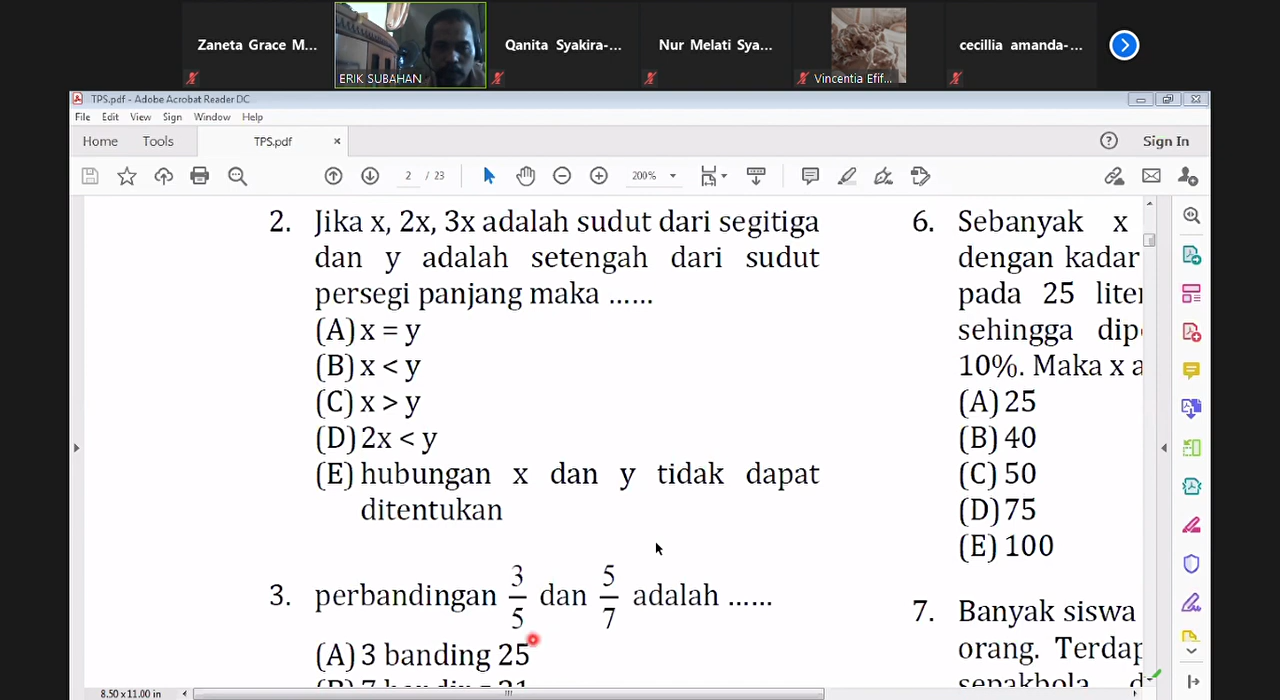 Zaneta Grace M...
ERIK SUBAHAN
Qanita Syakira-...
Nur Melati Sya...
Vincentia Efif...
cecillia amanda-...
TPS.pdf - Adobe Acrobat Reader DC
File Edit View Sign Window Help
Home Tools TPS.pdf × Sign In
2 / 23 200%
2. Jika x, 2x, 3x adalah sudut dari segitiga
dan y adalah setengah dari sudut
persegi panjang maka ......
(A) x = y
(B) x < y
(C) x > y
(D) 2x < y
(E) hubungan x dan y tidak dapat
ditentukan
3. perbandingan 3/5 dan 5/7 adalah ......
(A) 3 banding 25
6. Sebanyak x
dengan kadar
pada 25 liter
sehingga dip
10%. Maka x a
(A) 25
(B) 40
(C) 50
(D) 75
(E) 100
7. Banyak siswa
orang. Terdap
8.50 x 11.00 in